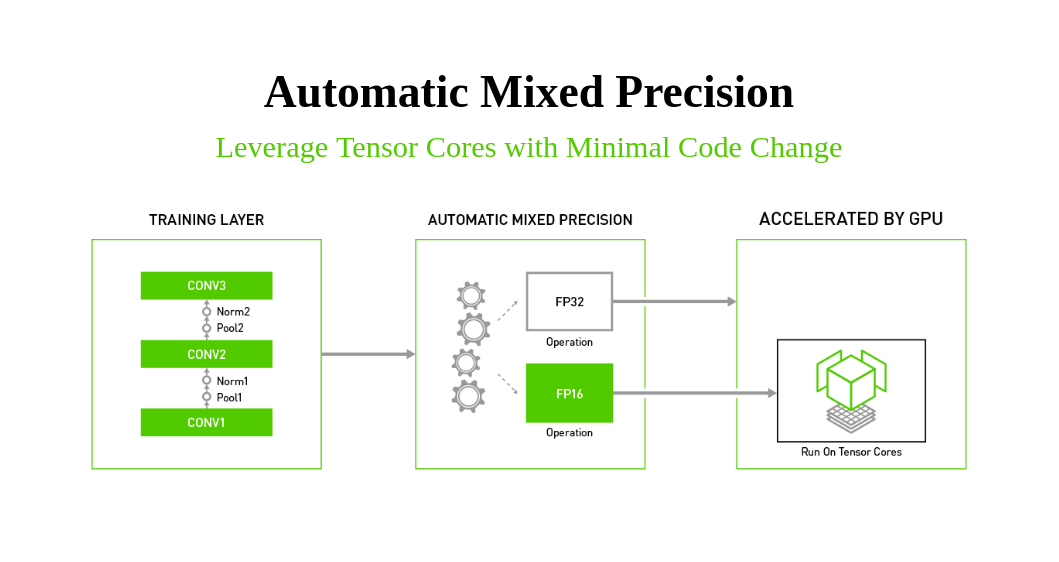 Automatic Mixed Precision
Leverage Tensor Cores with Minimal Code Change
TRAINING LAYER
CONV3
Norm2
Pool2
CONV2
Norm1
Pool1
CONV1
AUTOMATIC MIXED PRECISION
FP32
Operation
FP16
Operation
ACCELERATED BY GPU
Run On Tensor Cores